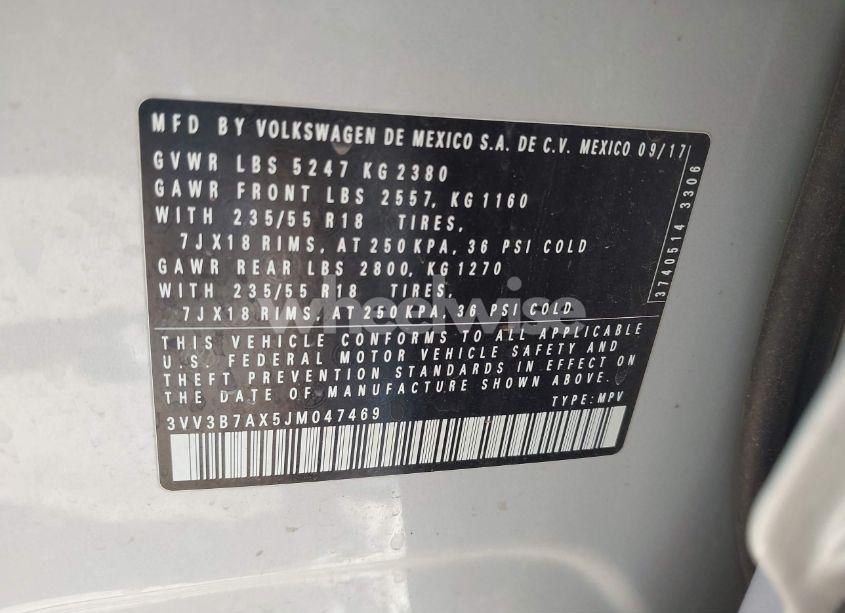 MFD BY VOLKSWAGEN DE MEXICO S.A. DE C.V. MEXICO 09/17
GVWR LBS 5247 KG 2380
GAWR FRONT LBS 2557, KG 1160
WITH 235/55 R18 TIRES,
7JX18 RIMS, AT 250 KPA, 36 PSI COLD
GAWR REAR LBS 2800, KG 1270
WITH 235/55 R18 TIRES,
7JX18 RIMS, AT 250 KPA, 36 PSI COLD
THIS VEHICLE CONFORMS TO ALL APPLICABLE
U.S. FEDERAL MOTOR VEHICLE SAFETY AND
THEFT PREVENTION STANDARDS IN EFFECT ON
THE DATE OF MANUFACTURE SHOWN ABOVE.
3VV3B7AX5JM047469 TYPE: MPV
3740514 3306
wheelwise